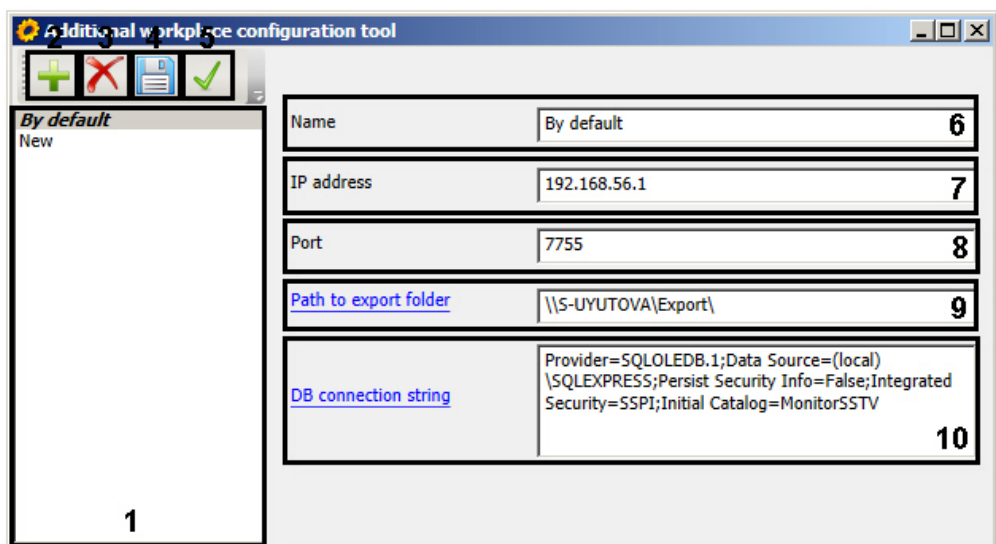 Additional workplace configuration tool
2 3 4 5
By default
New
1
Name
By default
6
IP address
192.168.56.1
7
Port
7755
8
Path to export folder
\\S-UYUTOVA\Export\
9
DB connection string
Provider=SQLOLEDB.1;Data Source=(local)
\SQLEXPRESS;Persist Security Info=False;Integrated
Security=SSPI;Initial Catalog=MonitorSSTV
10